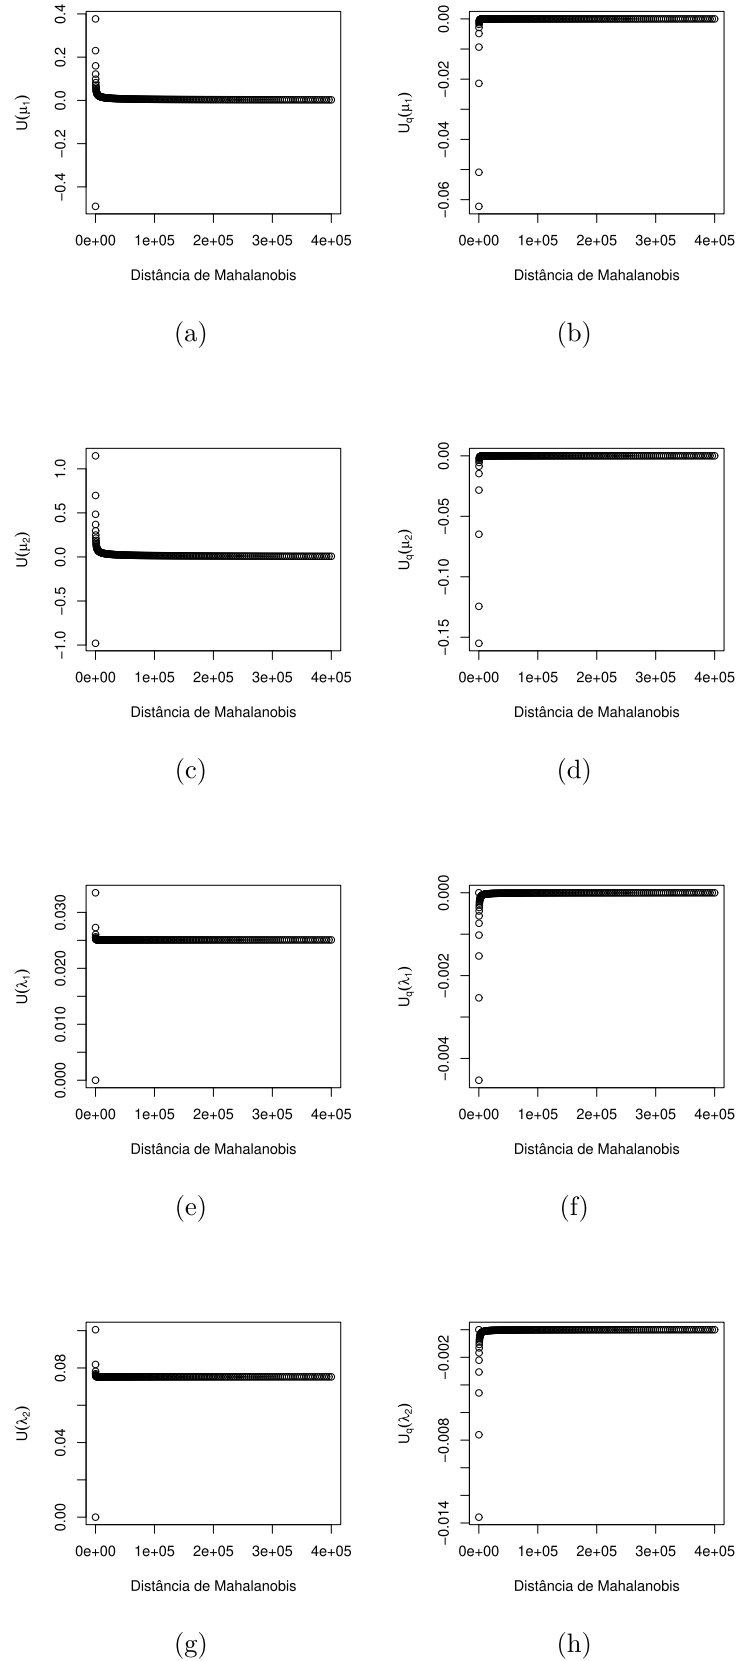 0.4
0.2
0.0
−0.2
−0.4
U(μ1)
0e+00 1e+05 2e+05 3e+05 4e+05
Distância de Mahalanobis
(a)
0.00
−0.02
−0.04
−0.06
Uq(μ1)
0e+00 1e+05 2e+05 3e+05 4e+05
Distância de Mahalanobis
(b)
1.0
0.5
0.0
−0.5
−1.0
U(μ2)
0e+00 1e+05 2e+05 3e+05 4e+05
Distância de Mahalanobis
(c)
0.00
−0.05
−0.10
−0.15
Uq(μ2)
0e+00 1e+05 2e+05 3e+05 4e+05
Distância de Mahalanobis
(d)
0.030
0.020
0.010
0.000
U(λ1)
0e+00 1e+05 2e+05 3e+05 4e+05
Distância de Mahalanobis
(e)
0.000
−0.002
−0.004
Uq(λ1)
0e+00 1e+05 2e+05 3e+05 4e+05
Distância de Mahalanobis
(f)
0.08
0.04
0.00
U(λ2)
0e+00 1e+05 2e+05 3e+05 4e+05
Distância de Mahalanobis
(g)
−0.002
−0.008
−0.014
Uq(λ2)
0e+00 1e+05 2e+05 3e+05 4e+05
Distância de Mahalanobis
(h)